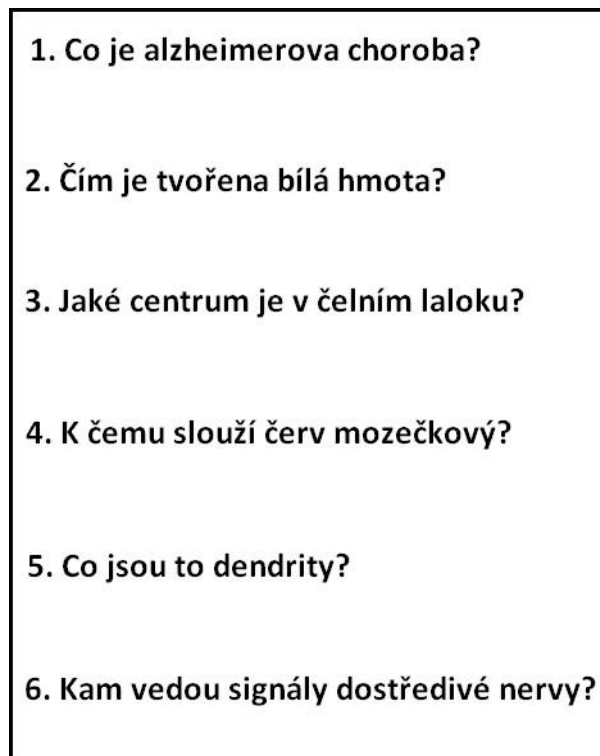 1. Co je alzheimerova choroba?
2. Čím je tvořena bílá hmota?
3. Jaké centrum je v čelním laloku?
4. K čemu slouží červ mozečkový?
5. Co jsou to dendrity?
6. Kam vedou signály dostředivé nervy?